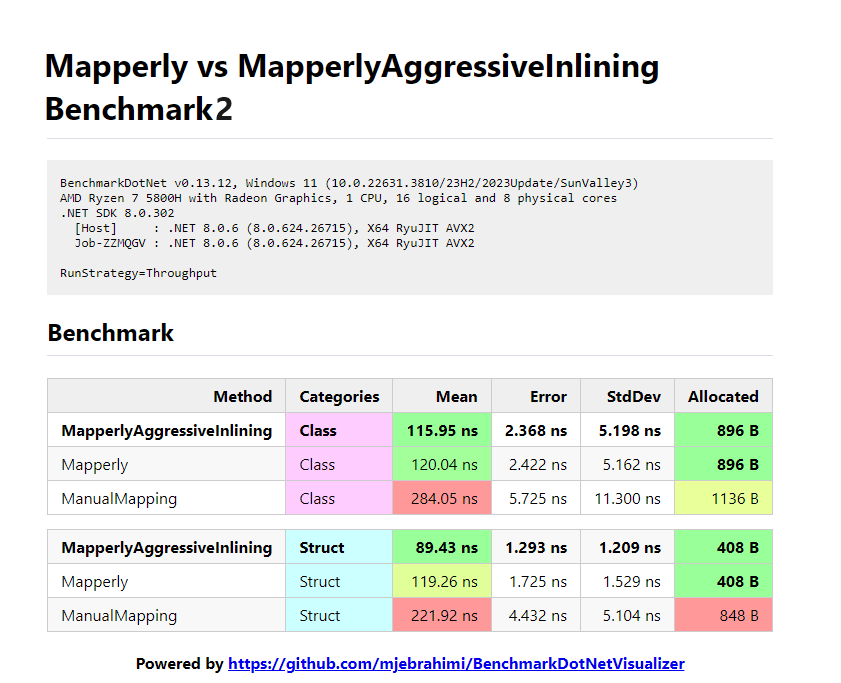 Mapperly vs MapperlyAggressiveInlining
Benchmark2
BenchmarkDotNet v0.13.12, Windows 11 (10.0.22631.3810/23H2/2023Update/SunValley3)
AMD Ryzen 7 5800H with Radeon Graphics, 1 CPU, 16 logical and 8 physical cores
.NET SDK 8.0.302
[Host]     : .NET 8.0.6 (8.0.624.26715), X64 RyuJIT AVX2
Job-ZZMQGV : .NET 8.0.6 (8.0.624.26715), X64 RyuJIT AVX2
RunStrategy=Throughput
Benchmark
Method Categories Mean Error StdDev Allocated
MapperlyAggressiveInlining Class 115.95 ns 2.368 ns 5.198 ns 896 B
Mapperly Class 120.04 ns 2.422 ns 5.162 ns 896 B
ManualMapping Class 284.05 ns 5.725 ns 11.300 ns 1136 B
MapperlyAggressiveInlining Struct 89.43 ns 1.293 ns 1.209 ns 408 B
Mapperly Struct 119.26 ns 1.725 ns 1.529 ns 408 B
ManualMapping Struct 221.92 ns 4.432 ns 5.104 ns 848 B
Powered by https://github.com/mjebrahimi/BenchmarkDotNetVisualizer